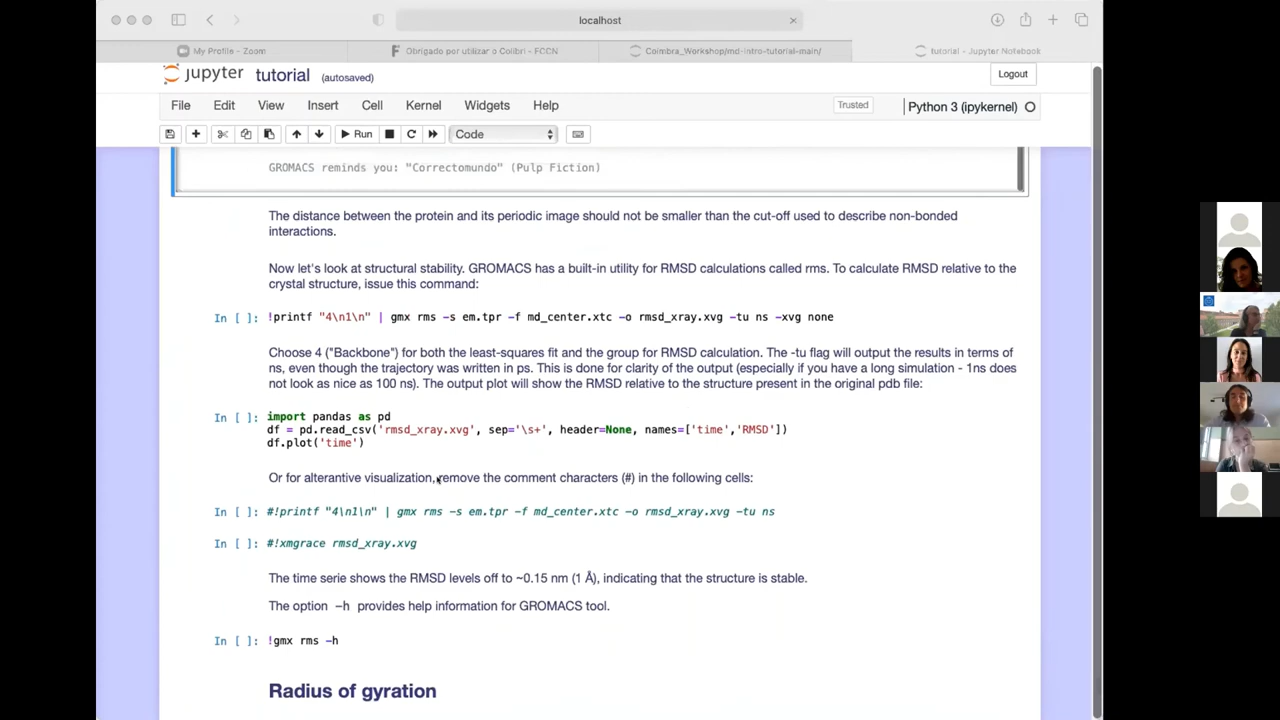 localhost
My Profile - Zoom
Obrigado por utilizar o Colibri - FCCN
Coimbra_Workshop/md-intro-tutorial-main/
tutorial - Jupyter Notebook
jupyter tutorial (autosaved)
Logout
File Edit View Insert Cell Kernel Widgets Help
Trusted
Python 3 (ipykernel)
Run
Code
GROMACS reminds you: "Correctomundo" (Pulp Fiction)
The distance between the protein and its periodic image should not be smaller than the cut-off used to describe non-bonded
interactions.
Now let's look at structural stability. GROMACS has a built-in utility for RMSD calculations called rms. To calculate RMSD relative to the
crystal structure, issue this command:
In [ ]: !printf "4\n1\n" | gmx rms -s em.tpr -f md_center.xtc -o rmsd_xray.xvg -tu ns -xvg none
Choose 4 ("Backbone") for both the least-squares fit and the group for RMSD calculation. The -tu flag will output the results in terms of
ns, even though the trajectory was written in ps. This is done for clarity of the output (especially if you have a long simulation - 1ns does
not look as nice as 100 ns). The output plot will show the RMSD relative to the structure present in the original pdb file:
In [ ]: import pandas as pd
df = pd.read_csv('rmsd_xray.xvg', sep='\s+', header=None, names=['time','RMSD'])
df.plot('time')
Or for alterantive visualization, remove the comment characters (#) in the following cells:
In [ ]: #!printf "4\n1\n" | gmx rms -s em.tpr -f md_center.xtc -o rmsd_xray.xvg -tu ns
In [ ]: #!xmgrace rmsd_xray.xvg
The time serie shows the RMSD levels off to ~0.15 nm (1 Å), indicating that the structure is stable.
The option -h provides help information for GROMACS tool.
In [ ]: !gmx rms -h
Radius of gyration